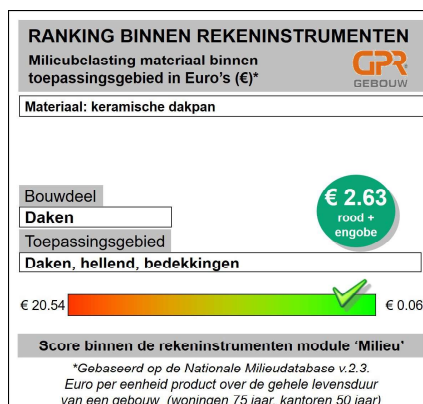 RANKING BINNEN REKENINSTRUMENTEN
Milieubelasting materiaal binnen
toepassingsgebied in Euro's (€)*
GPR
GEBOUW
Materiaal: keramische dakpan
Bouwdeel
Daken
€ 2.63
rood +
engobe
Toepassingsgebied
Daken, hellend, bedekkingen
€ 20.54
€ 0.06
Score binnen de rekeninstrumenten module 'Milieu'
*Gebaseerd op de Nationale Milieudatabase v.2.3.
Euro per eenheid product over de gehele levensduur
van een gebouw (woningen 75 jaar, kantoren 50 jaar)